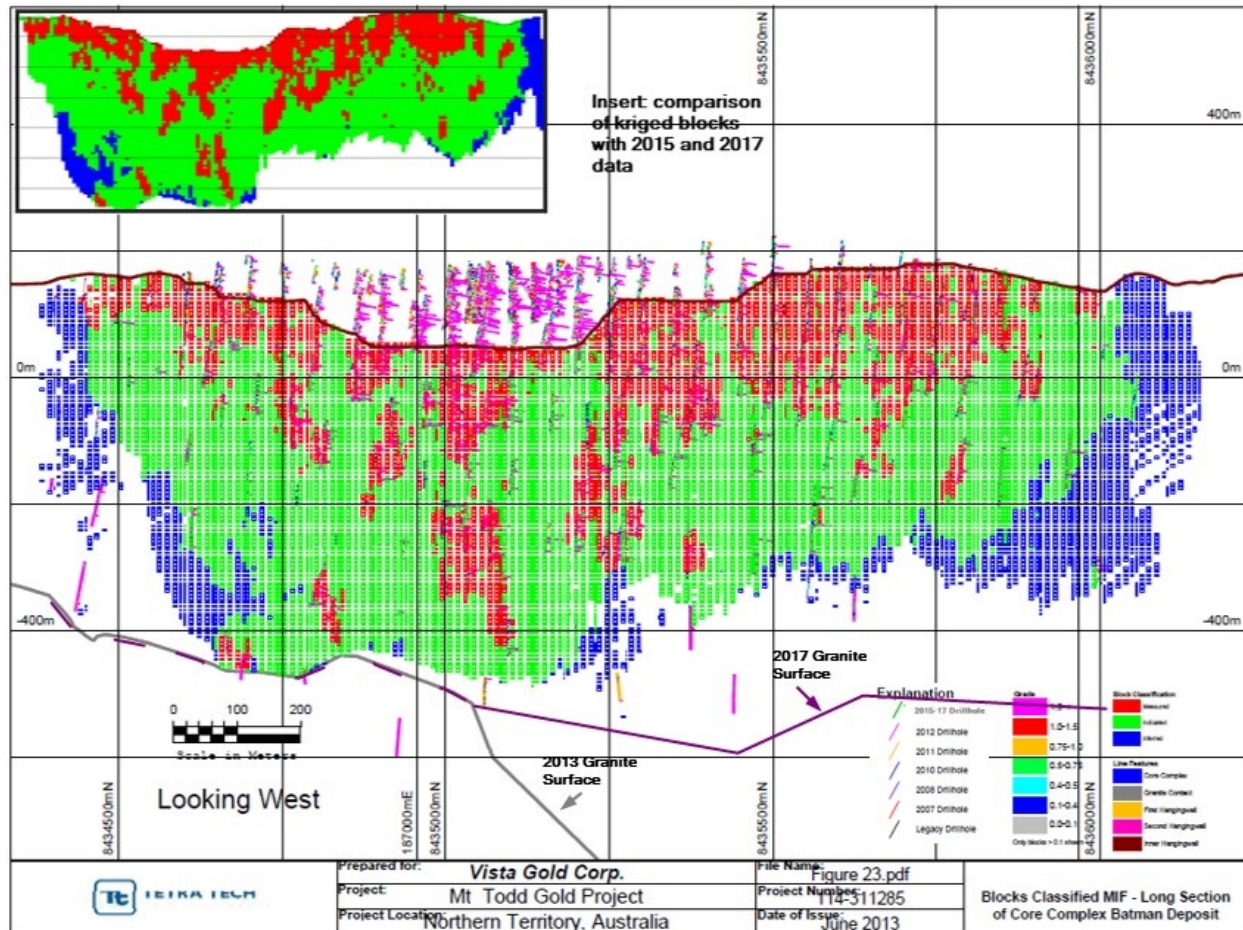 8435500mN
8436000mN
Insert: comparison
of kriged blocks
with 2015 and 2017
data
400m
0m
0m
-400m
-400m
2017 Granite
Surface
2013 Granite
Surface
0 100 200
Scale in Meters
Looking West
8434500mN
187000mE
8435000mN
8435500mN
8436000mN
Explanation
2015-17 Drillhole
2012 Drillhole
2011 Drillhole
2010 Drillhole
2008 Drillhole
2007 Drillhole
Legacy Drillhole
Grade
1.0-1.5
0.75-1.0
0.5-0.75
0.4-0.5
0.1-0.4
0.0-0.1
Only blocks > 0.1 shown
Block Classification
Measured
Indicated
Inferred
Line Features
Core Complex
Granite Contact
First Hangingwall
Second Hangingwall
Inner Hangingwall
Tt TETRA TECH
Prepared for: Vista Gold Corp.
Project: Mt Todd Gold Project
Project Location: Northern Territory, Australia
File Name: Figure 23.pdf
Project Number: 114-311285
Date of Issue: June 2013
Blocks Classified MIF - Long Section
of Core Complex Batman Deposit